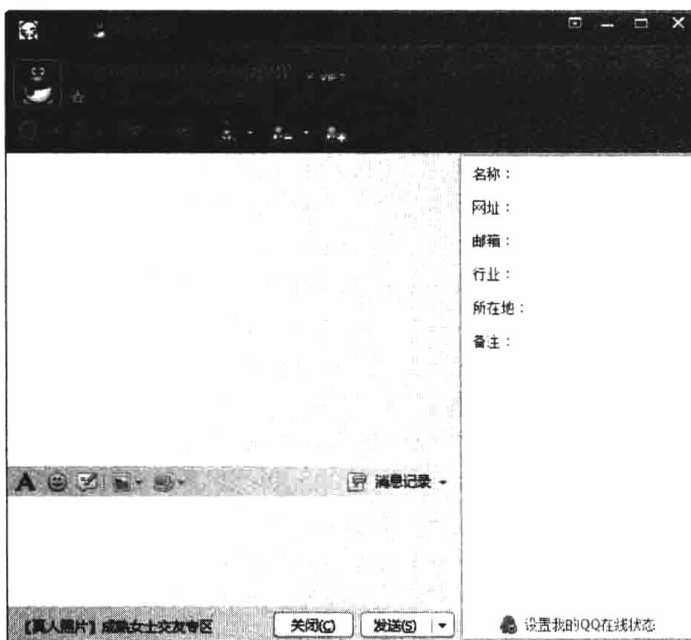 名称：
网址：
邮箱：
行业：
所在地：
备注：
消息记录
【真人照片】成熟女士交友专区
关闭(C)
发送(S)
设置我的QQ在线状态